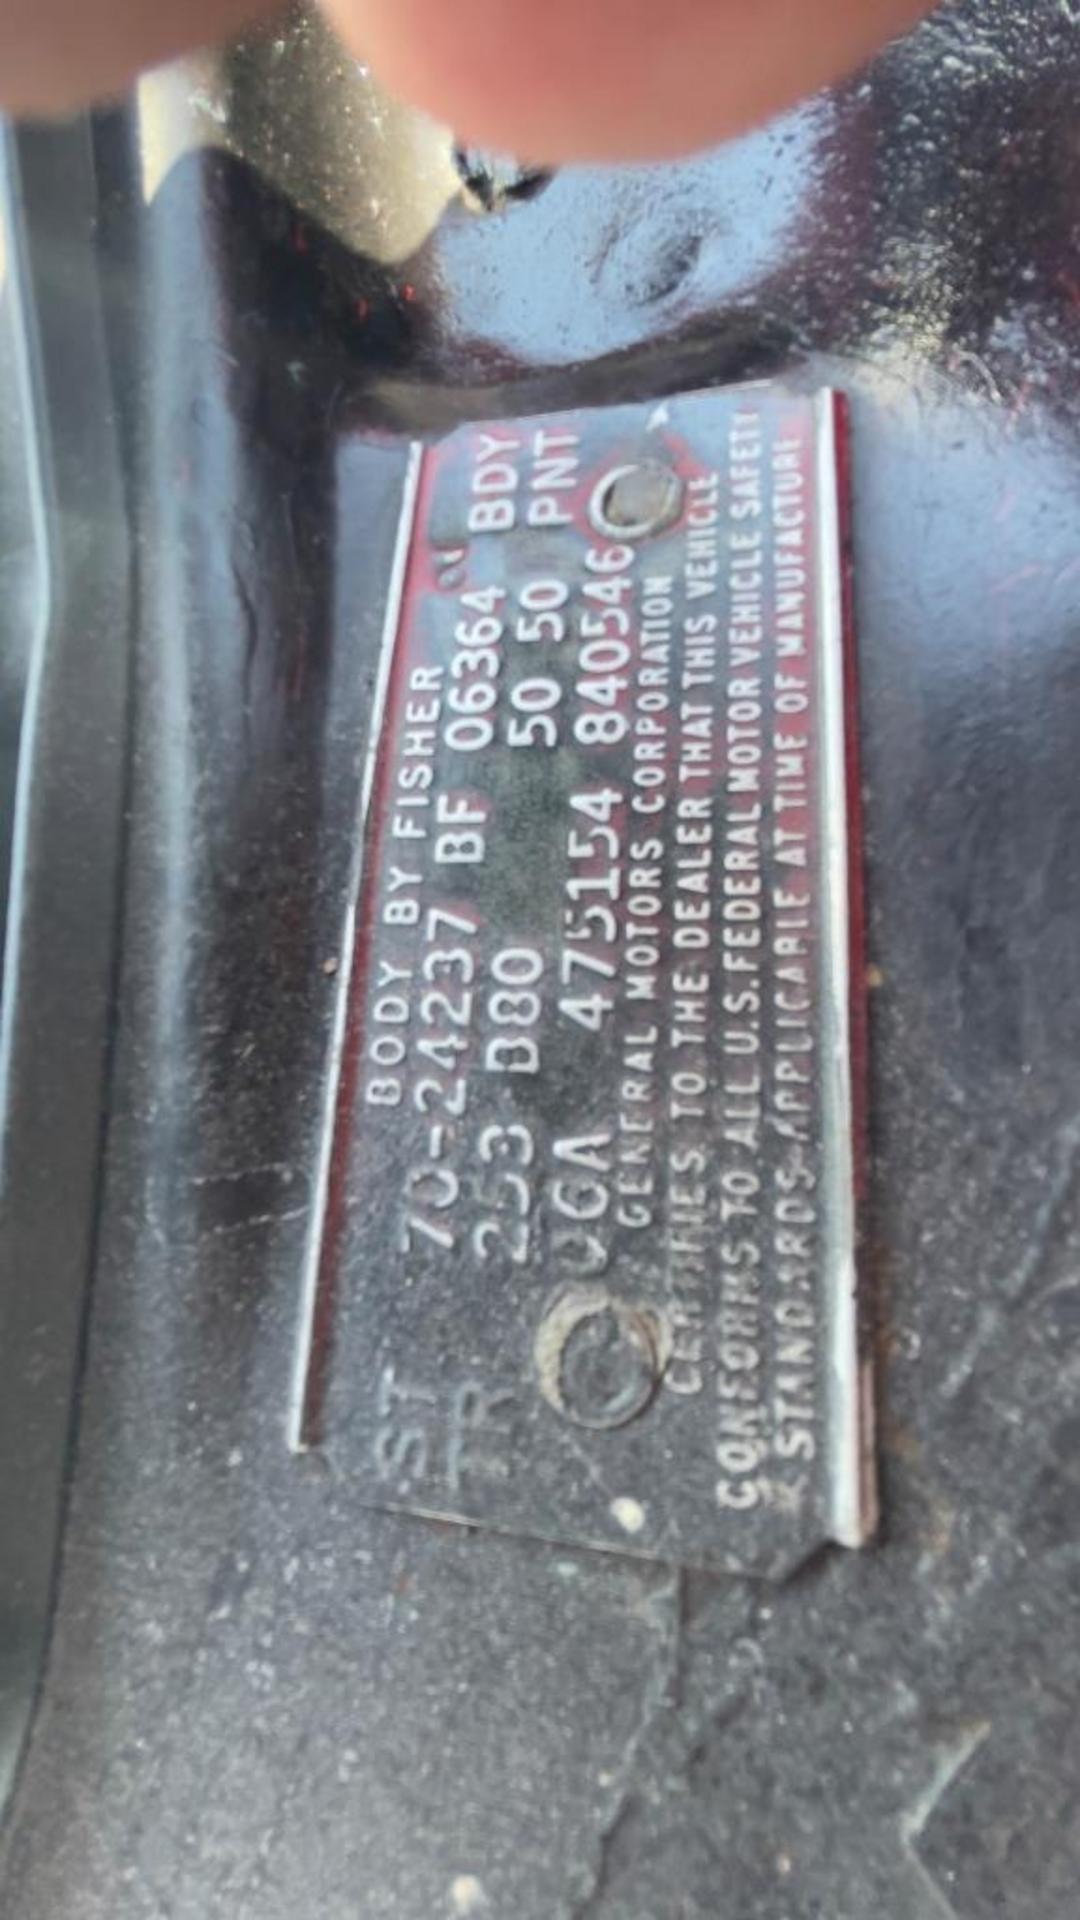 BODY BY FISHER
ST 70-24237 BF 06364 BDY
TR 253 B80 50 50 PNT
06A 475154 840546
GENERAL MOTORS CORPORATION
CERTIFIES TO THE DEALER THAT THIS VEHICLE
CONFORMS TO ALL U.S. FEDERAL MOTOR VEHICLE SAFETY
STANDARDS APPLICABLE AT TIME OF MANUFACTURE